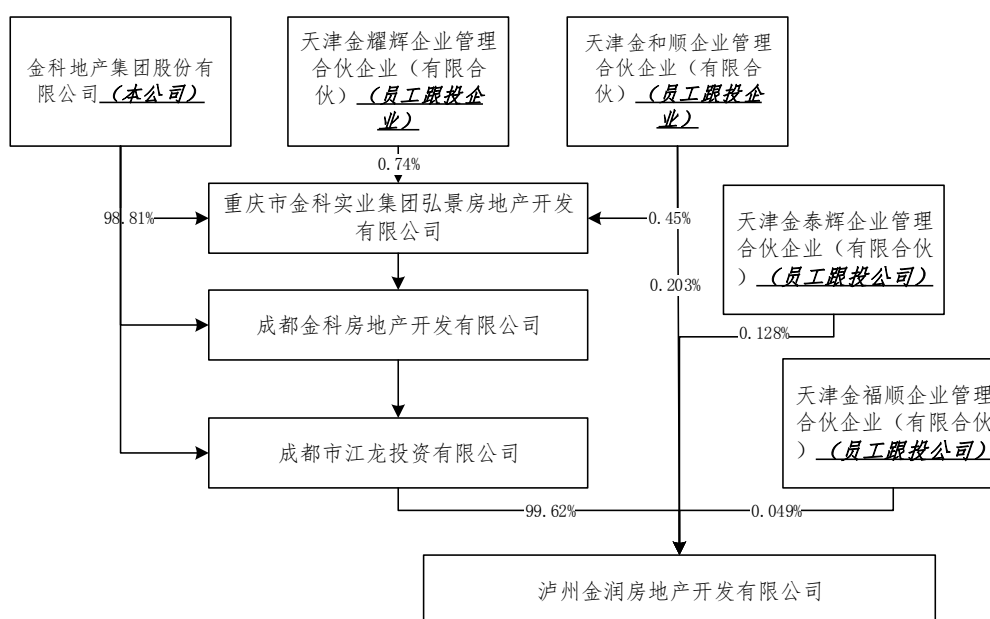 金科地产集团股份有
限公司（本公司）
天津金耀辉企业管理
合伙企业（有限合
伙）（员工跟投企
业）
天津金和顺企业管理
合伙企业（有限合
伙）（员工跟投企
业）
0.74%
重庆市金科实业集团弘景房地产开发
有限公司
98.81%
0.45%
天津金泰辉企业管理
合伙企业（有限合伙
）（员工跟投公司）
0.203%
成都金科房地产开发有限公司
0.128%
天津金福顺企业管理
合伙企业（有限合伙
）（员工跟投公司）
成都市江龙投资有限公司
99.62%
0.049%
泸州金润房地产开发有限公司